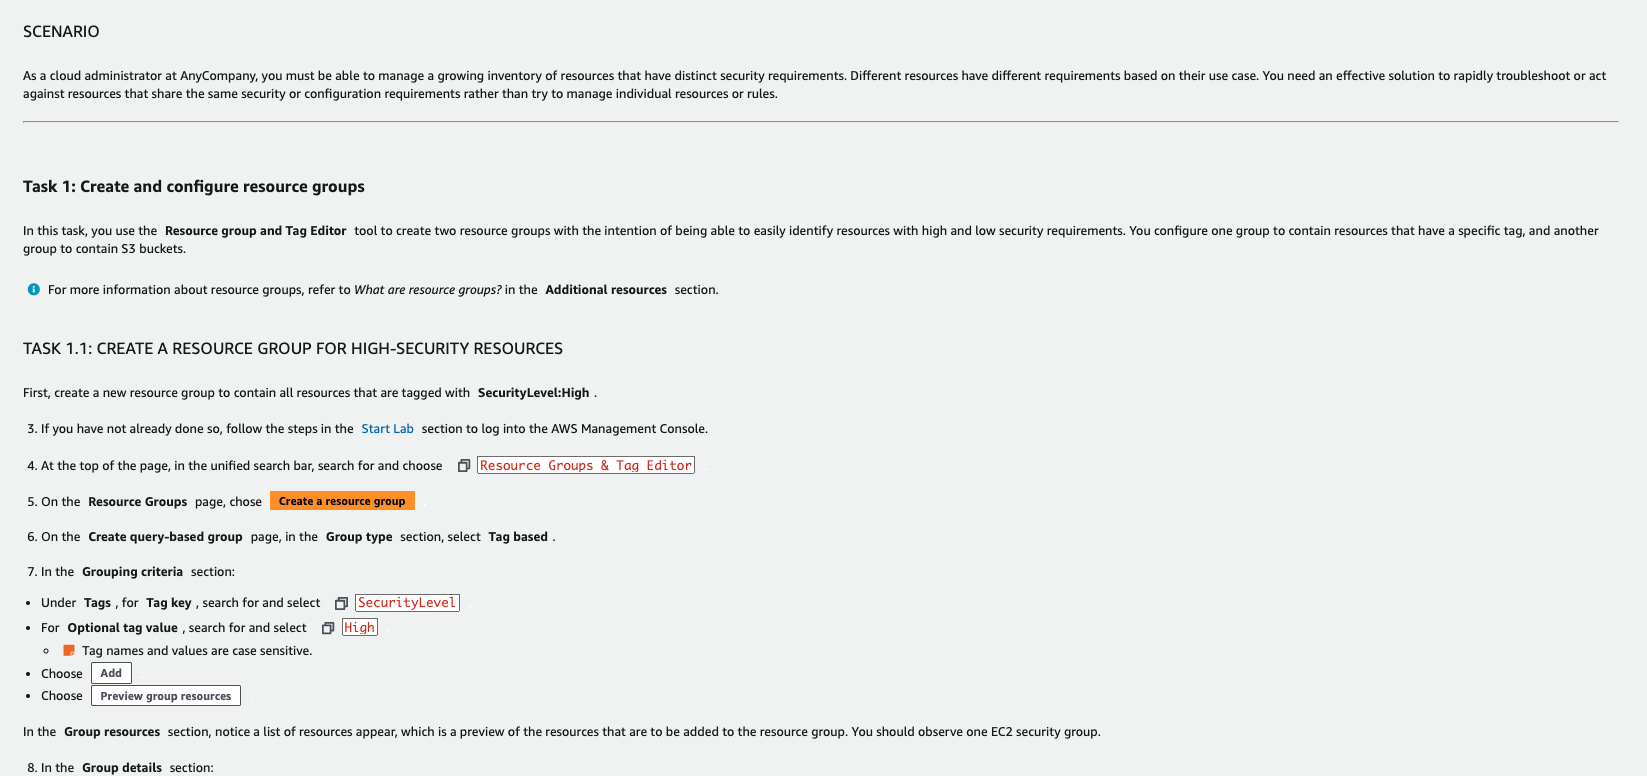 SCENARIO
As a cloud administrator at AnyCompany, you must be able to manage a growing inventory of resources that have distinct security requirements. Different resources have different requirements based on their use case. You need an effective solution to rapidly troubleshoot or act
against resources that share the same security or configuration requirements rather than try to manage individual resources or rules.
Task 1: Create and configure resource groups
In this task, you use the Resource group and Tag Editor tool to create two resource groups with the intention of being able to easily identify resources with high and low security requirements. You configure one group to contain resources that have a specific tag, and another
group to contain S3 buckets.
For more information about resource groups, refer to What are resource groups? in the Additional resources section.
TASK 1.1: CREATE A RESOURCE GROUP FOR HIGH-SECURITY RESOURCES
First, create a new resource group to contain all resources that are tagged with SecurityLevel:High .
3. If you have not already done so, follow the steps in the Start Lab section to log into the AWS Management Console.
4. At the top of the page, in the unified search bar, search for and choose Resource Groups & Tag Editor .
5. On the Resource Groups page, chose Create a resource group .
6. On the Create query-based group page, in the Group type section, select Tag based .
7. In the Grouping criteria section:
• Under Tags , for Tag key , search for and select SecurityLevel .
• For Optional tag value , search for and select High .
◦ Tag names and values are case sensitive.
• Choose Add .
• Choose Preview group resources .
In the Group resources section, notice a list of resources appear, which is a preview of the resources that are to be added to the resource group. You should observe one EC2 security group.
8. In the Group details section: